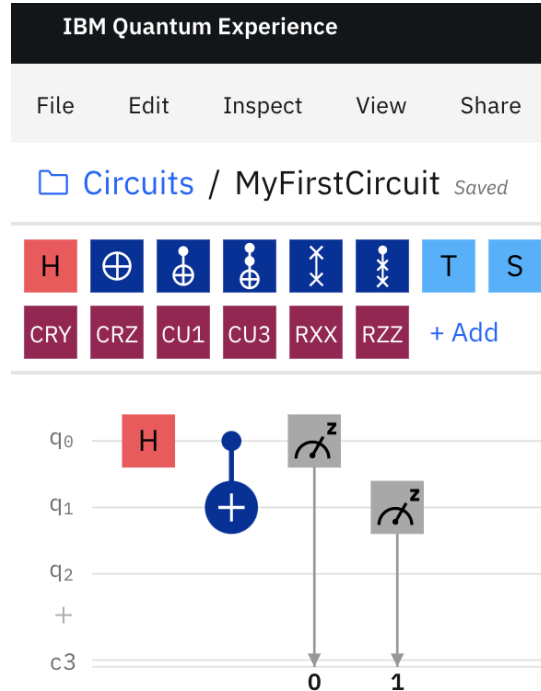 IBM Quantum Experience
File Edit Inspect View Share
Circuits / MyFirstCircuit Saved
H T S
CRY CRZ CU1 CU3 RXX RZZ + Add
q0 H z
q1 z
q2
+
c3
0 1